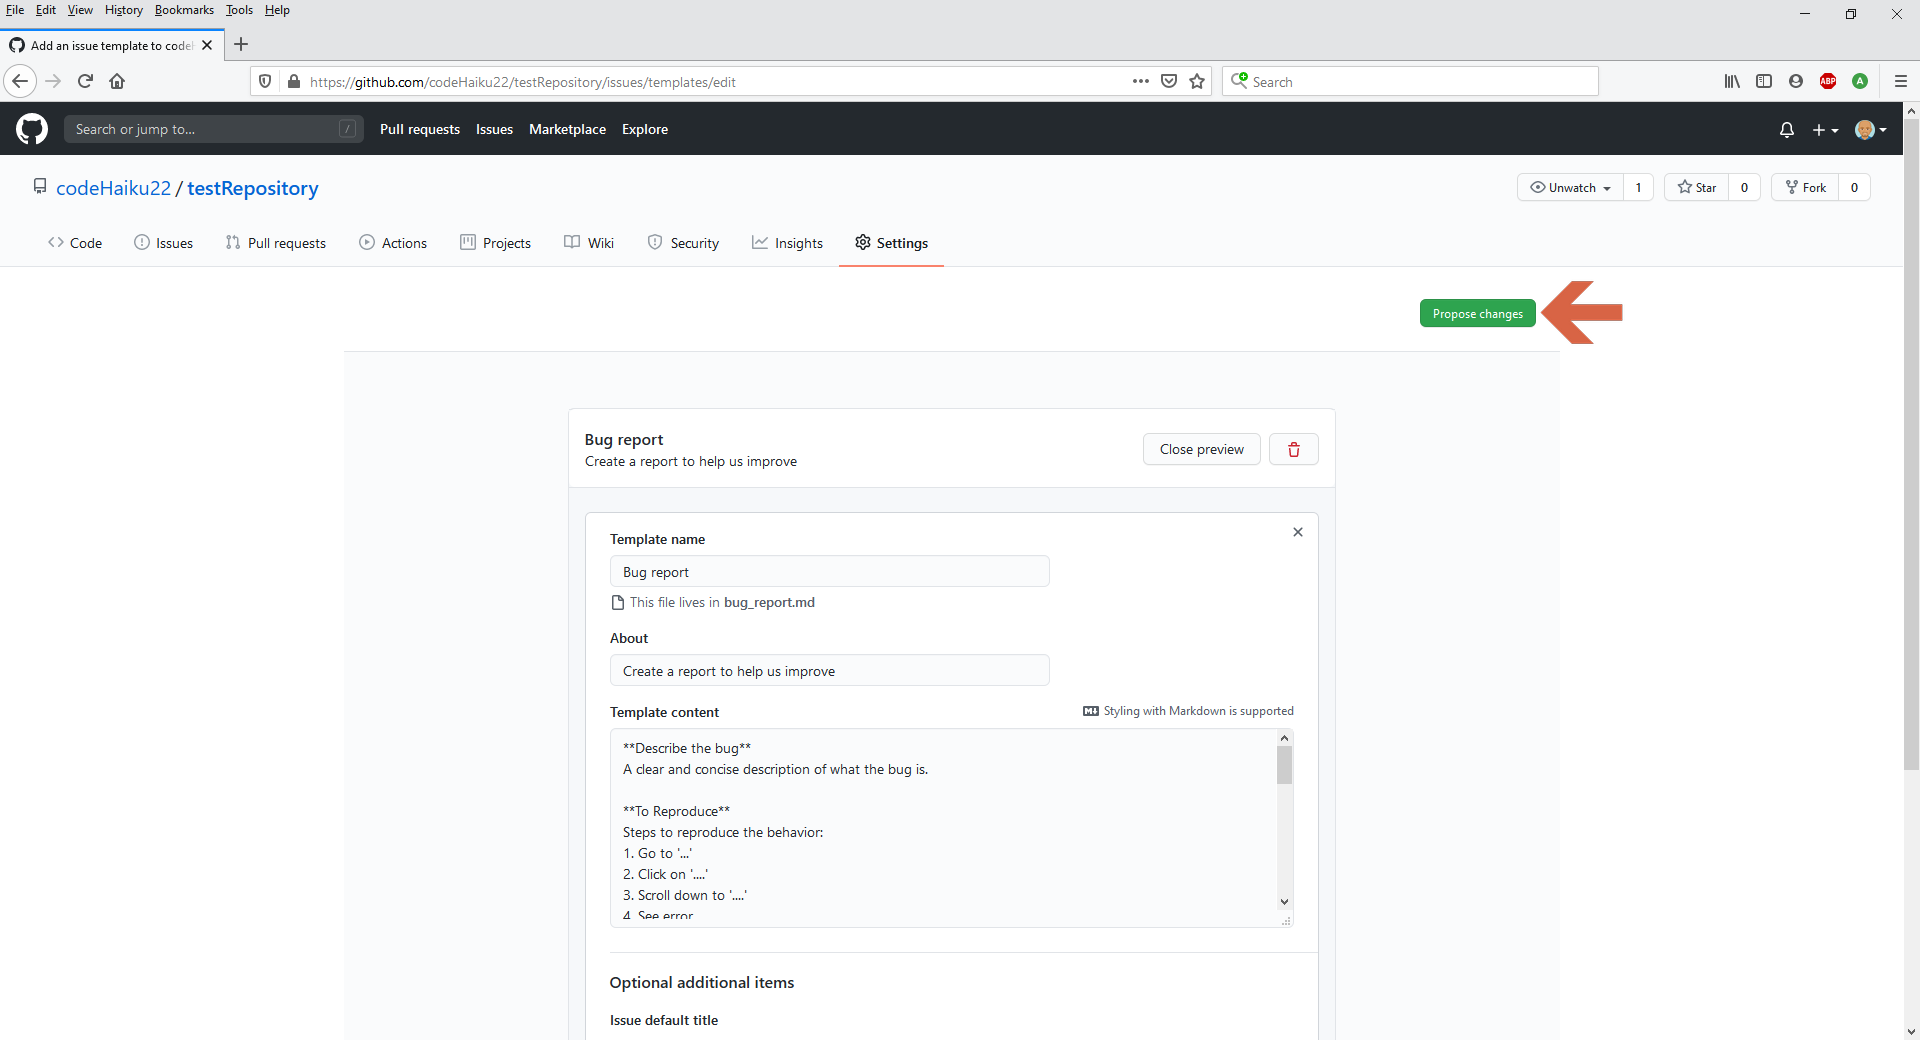 File Edit View History Bookmarks Tools Help
Add an issue template to code
https://github.com/codeHaiku22/testRepository/issues/templates/edit
Search
ABP
A
Search or jump to...
/
Pull requests Issues Marketplace Explore
codeHaiku22 / testRepository
Unwatch 1
Star 0
Fork 0
Code Issues Pull requests Actions Projects Wiki Security Insights Settings
Propose changes
Bug report
Create a report to help us improve
Close preview
Template name
Bug report
This file lives in bug_report.md
About
Create a report to help us improve
Template content
Styling with Markdown is supported
**Describe the bug**
A clear and concise description of what the bug is.
**To Reproduce**
Steps to reproduce the behavior:
1. Go to '...'
2. Click on '....'
3. Scroll down to '....'
4. See error
Optional additional items
Issue default title